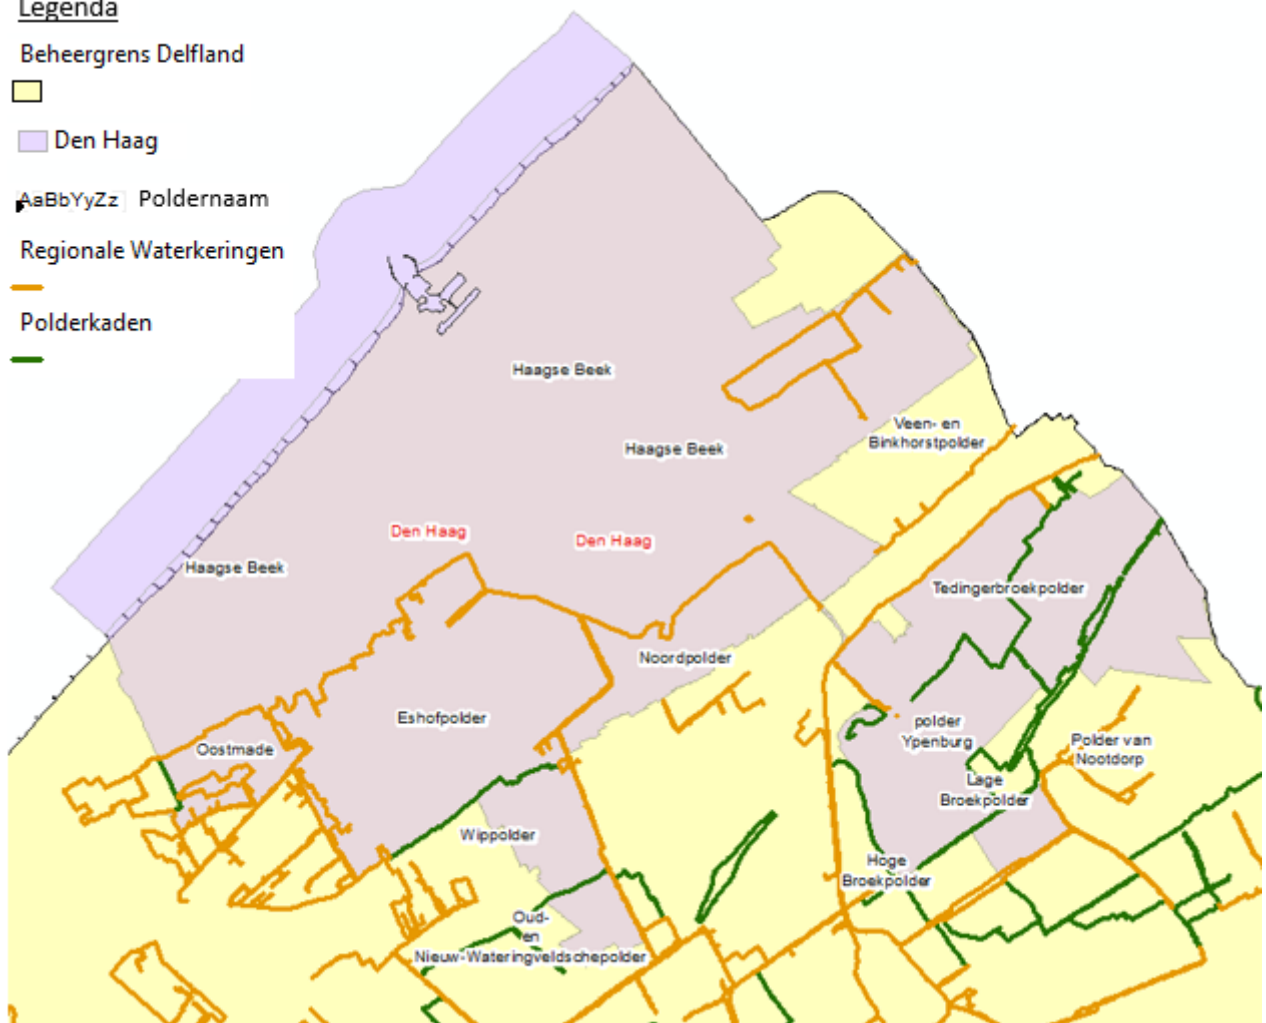 Legenda
Beheergrens Delfland
Den Haag
AaBbYyZz Poldernaam
Regionale Waterkeringen
Polderkaden
Haagse Beek
Veen- en
Binkhorstpolder
Haagse Beek
Den Haag
Den Haag
Haagse Beek
Tedingerbroekpolder
Noordpolder
Eshofpolder
polder
Ypenburg
Oostmade
Polder van
Nootdorp
Lage
Broekpolder
Wippolder
Hoge
Broekpolder
Oud-
en
Nieuw-Wateringveldschepolder